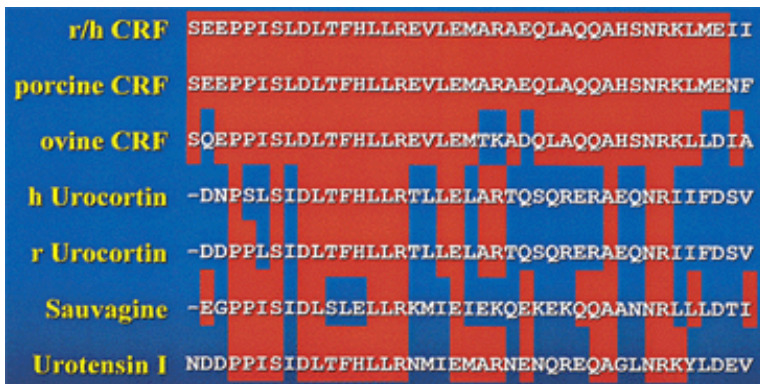 r/h CRF SEEPPISLDLTFHLLREVLEMARAEQLAQQAHSNRKLMEII
porcine CRF SEEPPISLDLTFHLLREVLEMARAEQLAQQAHSNRKLMENF
ovine CRF SQEPPISLDLTFHLLREVLEMTKADQLAQQAHSNRKLLDIA
h Urocortin -DNPSLSIDLTFHLLRTLLELARTQSQRERAEQNRIIFDSV
r Urocortin -DDPPLSIDLTFHLLRTLLELARTQSQRERAEQNRIIFDSV
Sauvagine -EGPPISIDLSLELLRKMIEIEKQEKEKQQAANNRLLLDTI
Urotensin I NDDPPISIDLTFHLLRNMIEMARNENQREQAGLNRKYLDEV